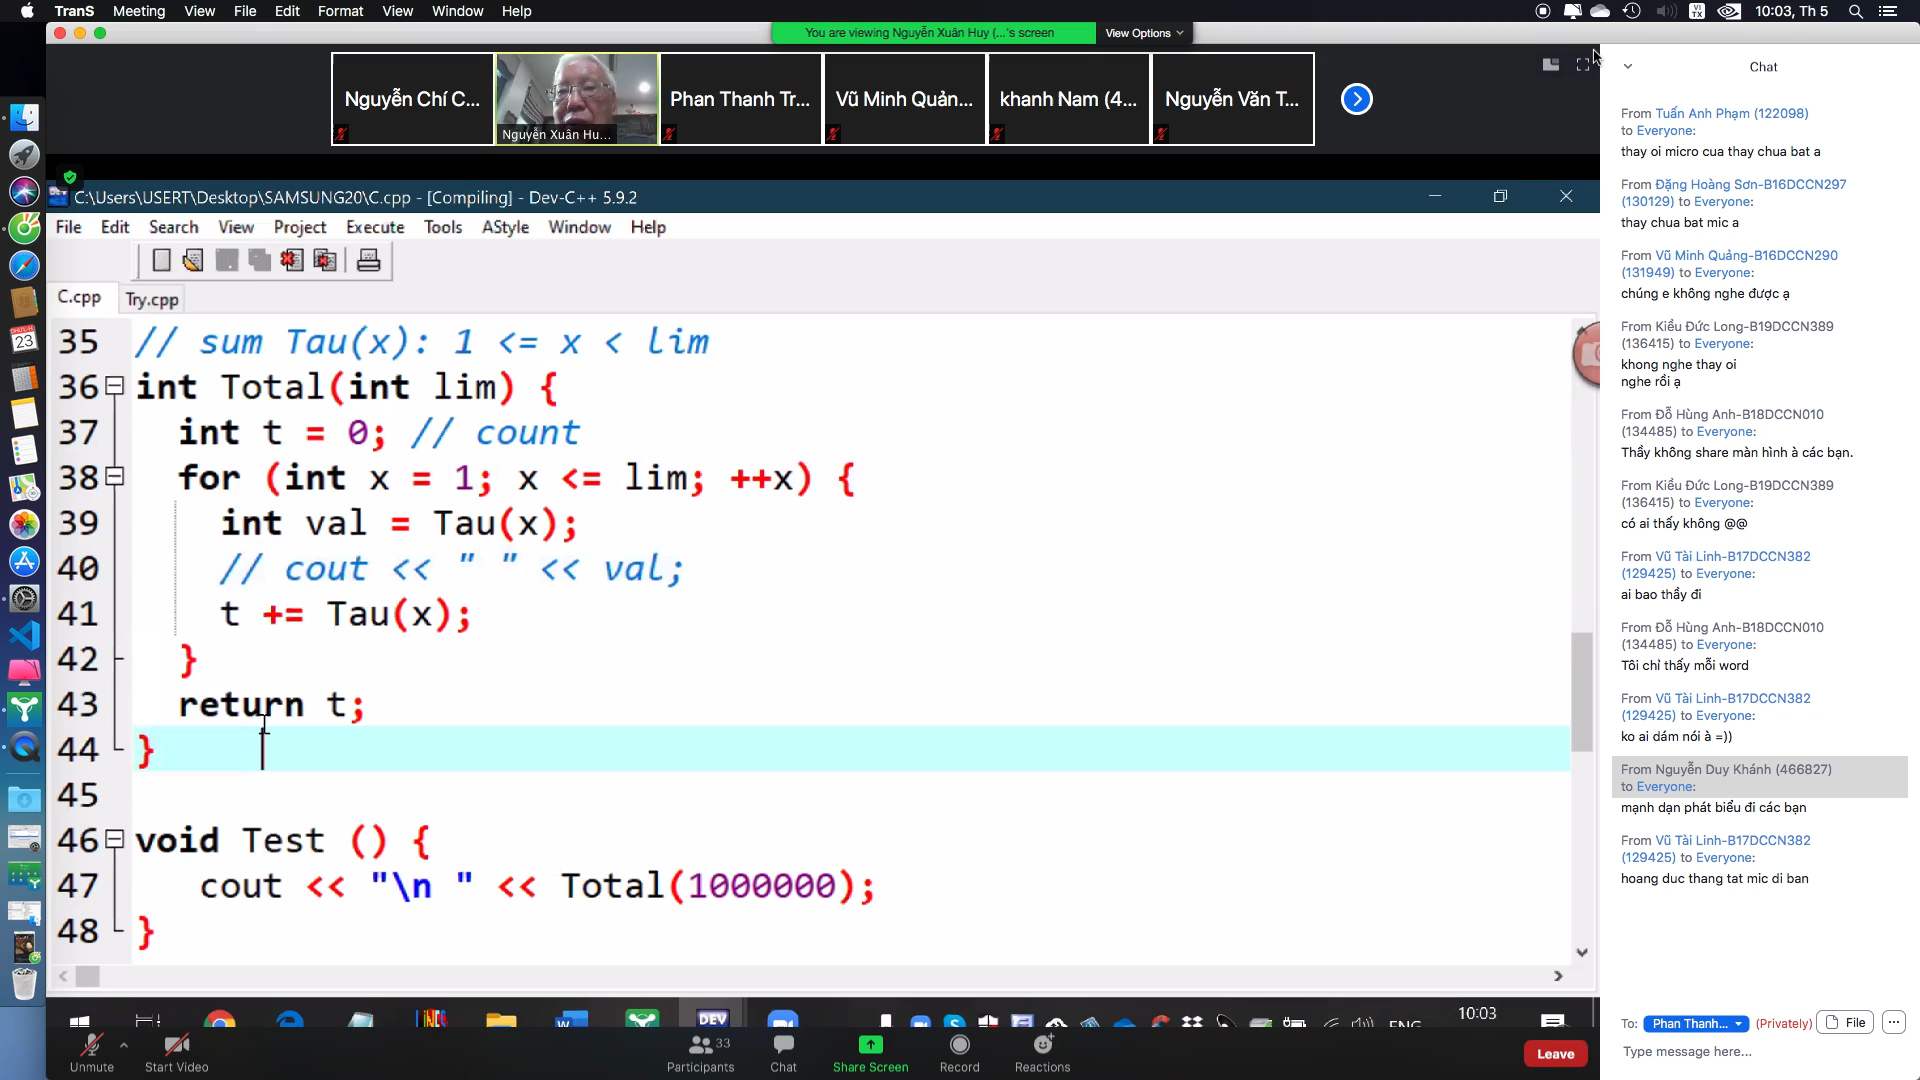 TranS Meeting View File Edit Format View Window Help
VI
TX
10:03, Th 5
You are viewing Nguyễn Xuân Huy (...'s screen
View Options
Nguyễn Chí C...
Nguyễn Xuân Hu...
Phan Thanh Tr...
Vũ Minh Quản...
khanh Nam (4...
Nguyễn Văn T...
C:\Users\USERT\Desktop\SAMSUNG20\C.cpp - [Compiling] - Dev-C++ 5.9.2
File Edit Search View Project Execute Tools AStyle Window Help
C.cpp Try.cpp
35 // sum Tau(x): 1 <= x < lim
36 int Total(int lim) {
37 int t = 0; // count
38 for (int x = 1; x <= lim; ++x) {
39 int val = Tau(x);
40 // cout << " " << val;
41 t += Tau(x);
42 }
43 return t;
44 }
45
46 void Test () {
47 cout << "\n " << Total(1000000);
48 }
23
DEV
ENG
10:03
Unmute
Start Video
Participants
33
Chat
Share Screen
Record
Reactions
Leave
Chat
From Tuấn Anh Phạm (122098)
to Everyone:
thay oi micro cua thay chua bat a
From Đặng Hoàng Sơn-B16DCCN297
(130129) to Everyone:
thay chua bat mic a
From Vũ Minh Quảng-B16DCCN290
(131949) to Everyone:
chúng e không nghe được ạ
From Kiều Đức Long-B19DCCN389
(136415) to Everyone:
khong nghe thay oi
nghe rồi ạ
From Đỗ Hùng Anh-B18DCCN010
(134485) to Everyone:
Thầy không share màn hình à các bạn.
From Kiều Đức Long-B19DCCN389
(136415) to Everyone:
có ai thấy không @@
From Vũ Tài Linh-B17DCCN382
(129425) to Everyone:
ai bao thầy đi
From Đỗ Hùng Anh-B18DCCN010
(134485) to Everyone:
Tôi chỉ thấy mỗi word
From Vũ Tài Linh-B17DCCN382
(129425) to Everyone:
ko ai dám nói à =))
From Nguyễn Duy Khánh (466827)
to Everyone:
mạnh dạn phát biểu đi các bạn
From Vũ Tài Linh-B17DCCN382
(129425) to Everyone:
hoang duc thang tat mic di ban
To: Phan Thanh... (Privately) File
Type message here...